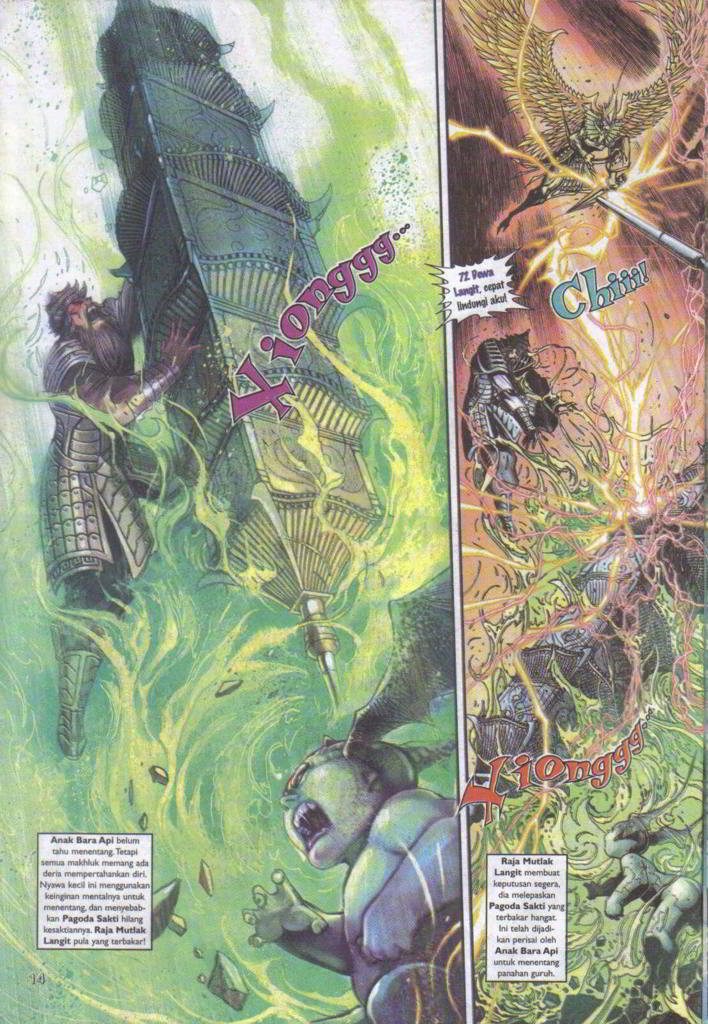 Xionggg...
Anak Bara Api belum
tahu menentang. Tetapi
semua makhluk memang ada
deria mempertahankan diri.
Nyawa kecil ini menggunakan
keinginan mentalnya untuk
menentang, dan menyebab-
kan Pagoda Sakti hilang
kesaktiannya. Raja Mutlak
Langit pula yang terbakar!
14
72 Dewa
Langit, cepat
lindungi aku!
Chiii!
Xionggg...
Raja Mutlak
Langit membuat
keputusan segera,
dia melepaskan
Pagoda Sakti yang
terbakar hangat.
Ini telah dijadi-
kan perisai oleh
Anak Bara Api
untuk menentang
panahan guruh.